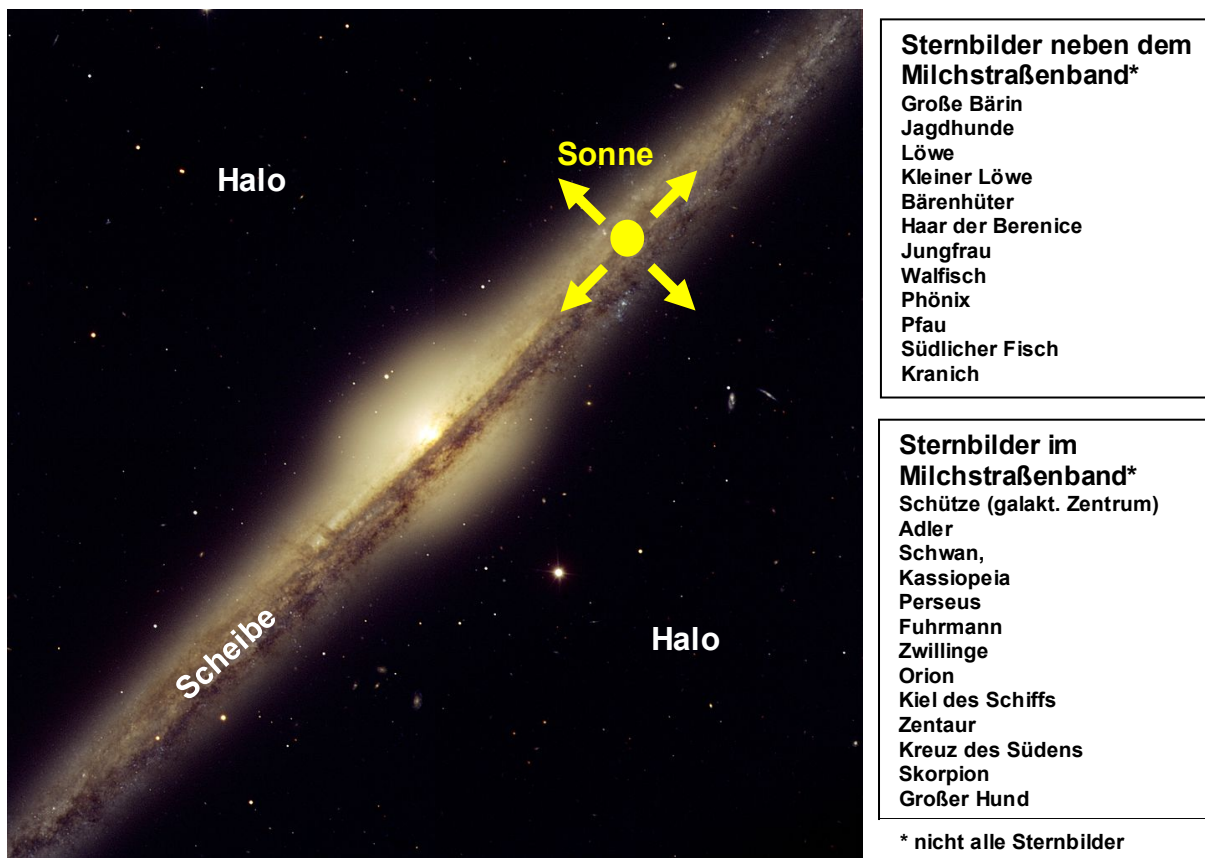 Halo
Sonne
Scheibe
Halo
Sternbilder neben dem
Milchstraßenband*
Große Bärin
Jagdhunde
Löwe
Kleiner Löwe
Bärenhüter
Haar der Berenice
Jungfrau
Walfisch
Phönix
Pfau
Südlicher Fisch
Kranich
Sternbilder im
Milchstraßenband*
Schütze (galakt. Zentrum)
Adler
Schwan,
Kassiopeia
Perseus
Fuhrmann
Zwillinge
Orion
Kiel des Schiffs
Zentaur
Kreuz des Südens
Skorpion
Großer Hund
* nicht alle Sternbilder